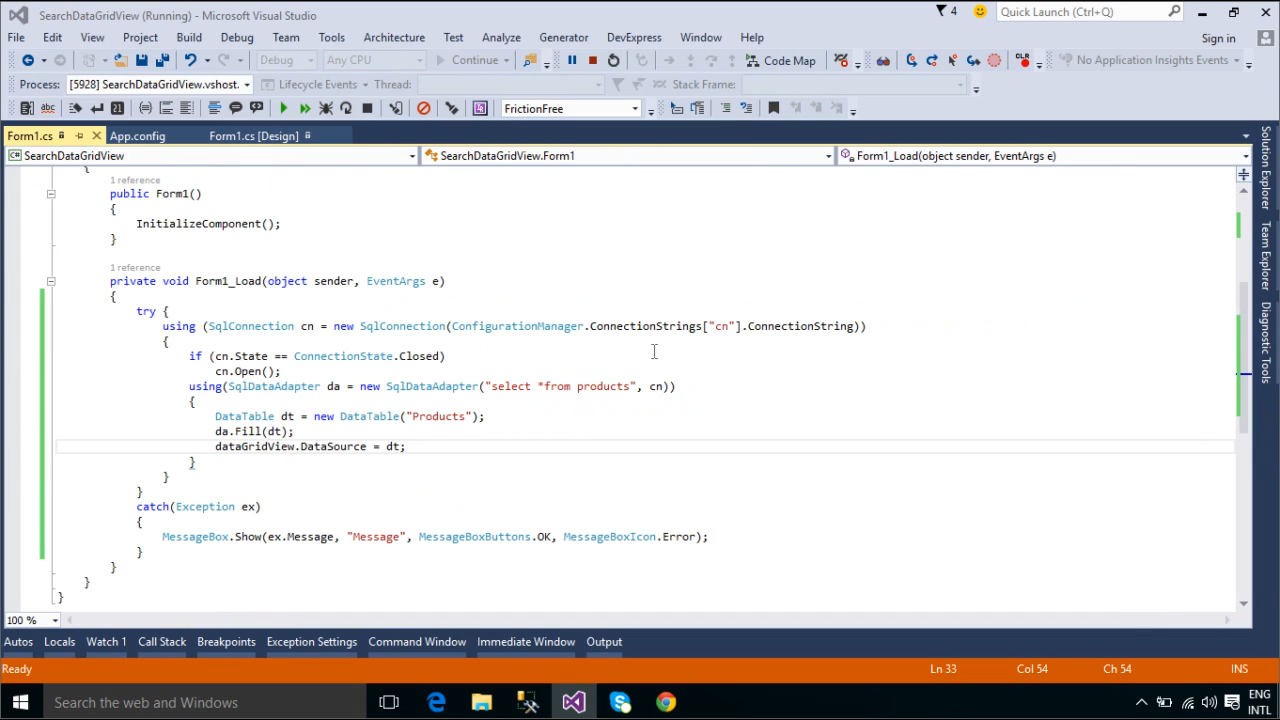 SearchDataGridView (Running) - Microsoft Visual Studio
4
Quick Launch (Ctrl+Q)
File Edit View Project Build Debug Team Tools Architecture Test Analyze Generator DevExpress Window Help
Sign in
Debug Any CPU Continue Code Map No Application Insights Events
Process: [5928] SearchDataGridView.vshost. Lifecycle Events Thread: Stack Frame:
FrictionFree
Form1.cs App.config Form1.cs [Design]
SearchDataGridView SearchDataGridView.Form1 Form1_Load(object sender, EventArgs e)
{
1 reference
public Form1()
{
InitializeComponent();
}
1 reference
private void Form1_Load(object sender, EventArgs e)
{
try {
using (SqlConnection cn = new SqlConnection(ConfigurationManager.ConnectionStrings["cn"].ConnectionString))
{
if (cn.State == ConnectionState.Closed)
cn.Open();
using(SqlDataAdapter da = new SqlDataAdapter("select *from products", cn))
{
DataTable dt = new DataTable("Products");
da.Fill(dt);
dataGridView.DataSource = dt;
}
}
}
catch(Exception ex)
{
MessageBox.Show(ex.Message, "Message", MessageBoxButtons.OK, MessageBoxIcon.Error);
}
}
}
}
Solution Explorer
Team Explorer
Diagnostic Tools
100 %
Autos Locals Watch 1 Call Stack Breakpoints Exception Settings Command Window Immediate Window Output
Ready Ln 33 Col 54 Ch 54 INS
Search the web and Windows
ENG
INTL